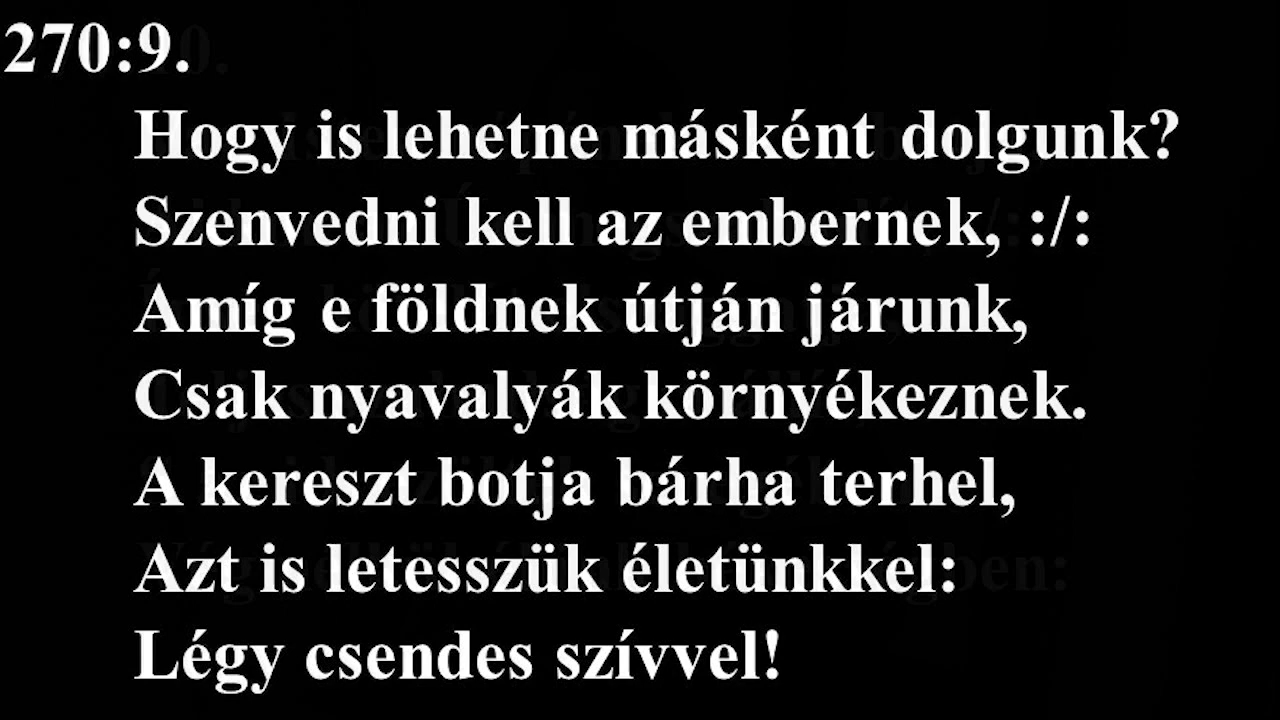 270:9.
Hogy is lehetne másként dolgunk?
Szenvedni kell az embernek, :/:
Amíg e földnek útján járunk,
Csak nyavalyák környékeznek.
A kereszt botja bárha terhel,
Azt is letesszük életünkkel:
Légy csendes szívvel!